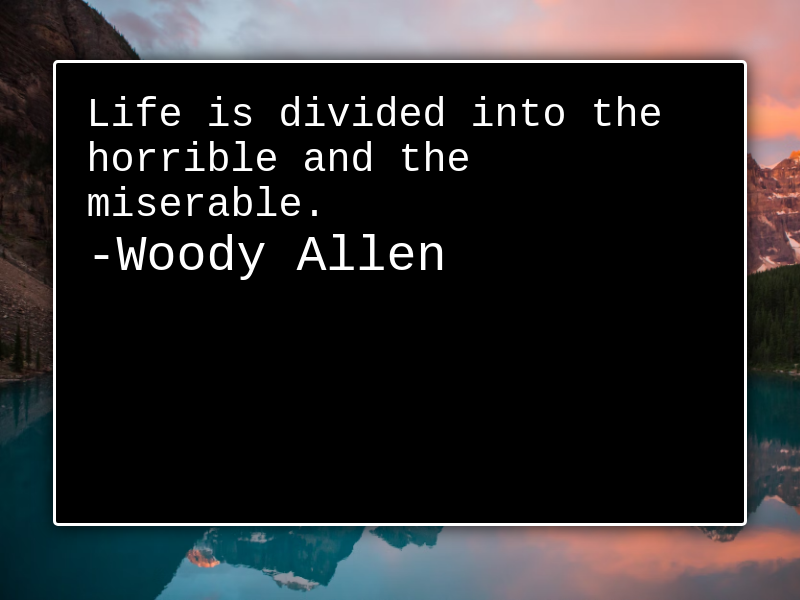 Life is divided into the
horrible and the
miserable.
-Woody Allen